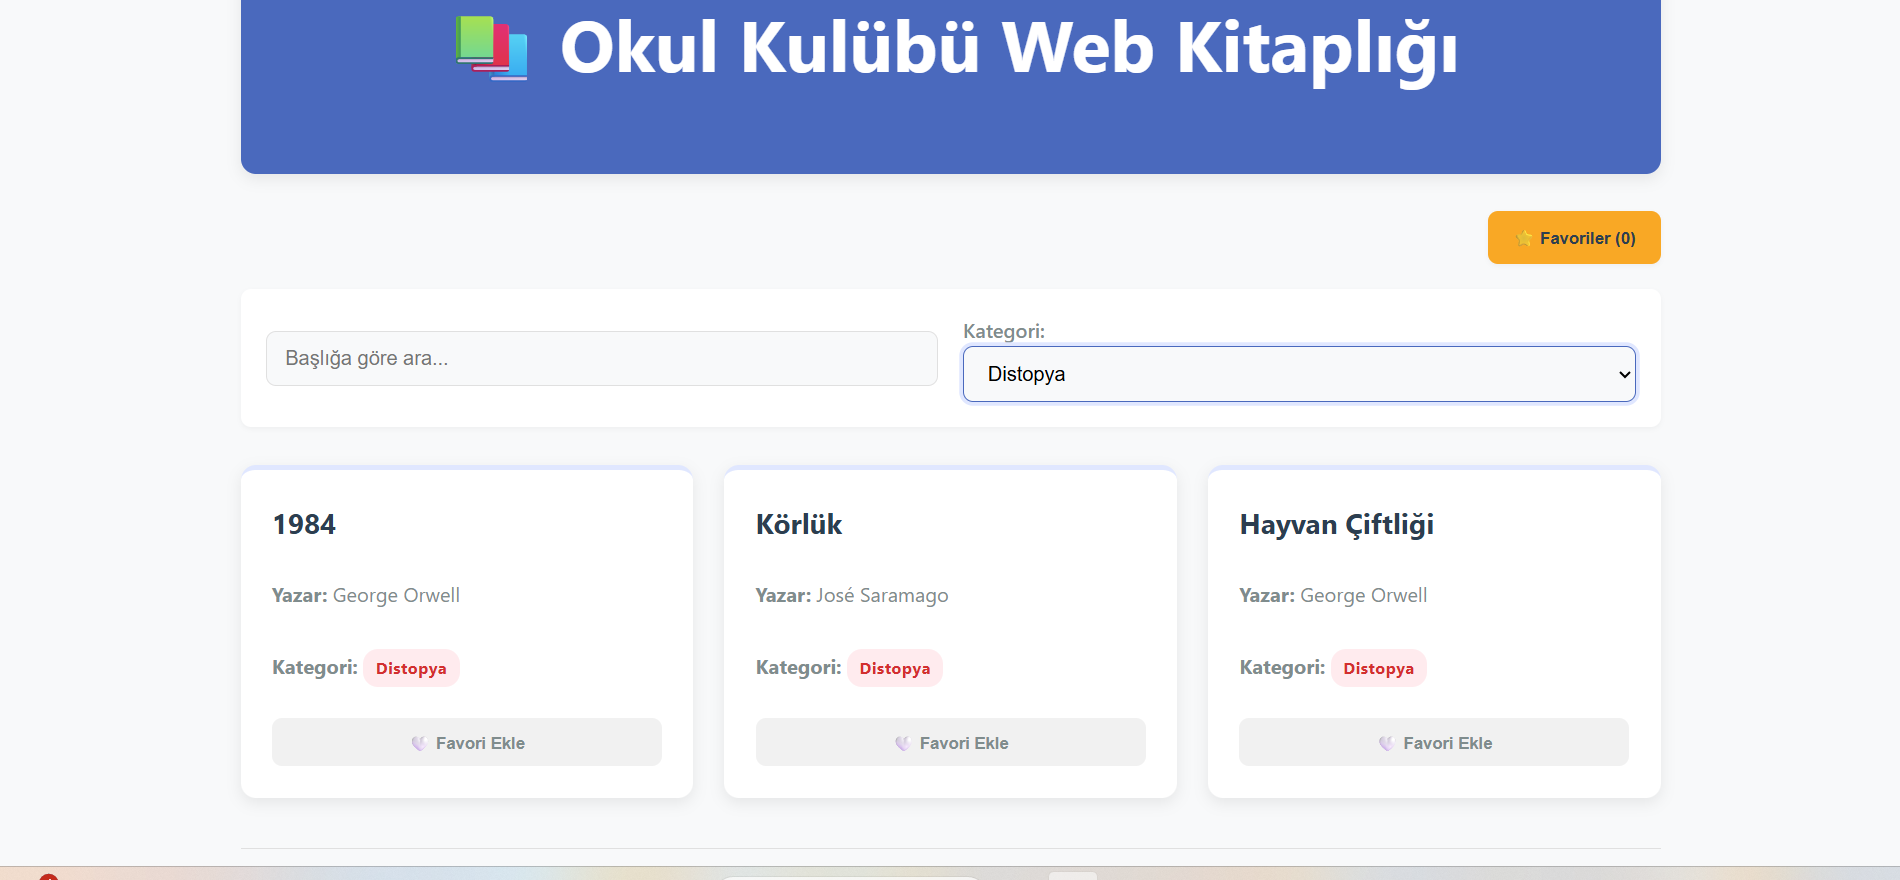 Okul Kulübü Web Kitaplığı
Favoriler (0)
Başlığa göre ara...
Kategori:
Distopya
1984
Yazar: George Orwell
Kategori: Distopya
Favori Ekle
Körlük
Yazar: José Saramago
Kategori: Distopya
Favori Ekle
Hayvan Çiftliği
Yazar: George Orwell
Kategori: Distopya
Favori Ekle